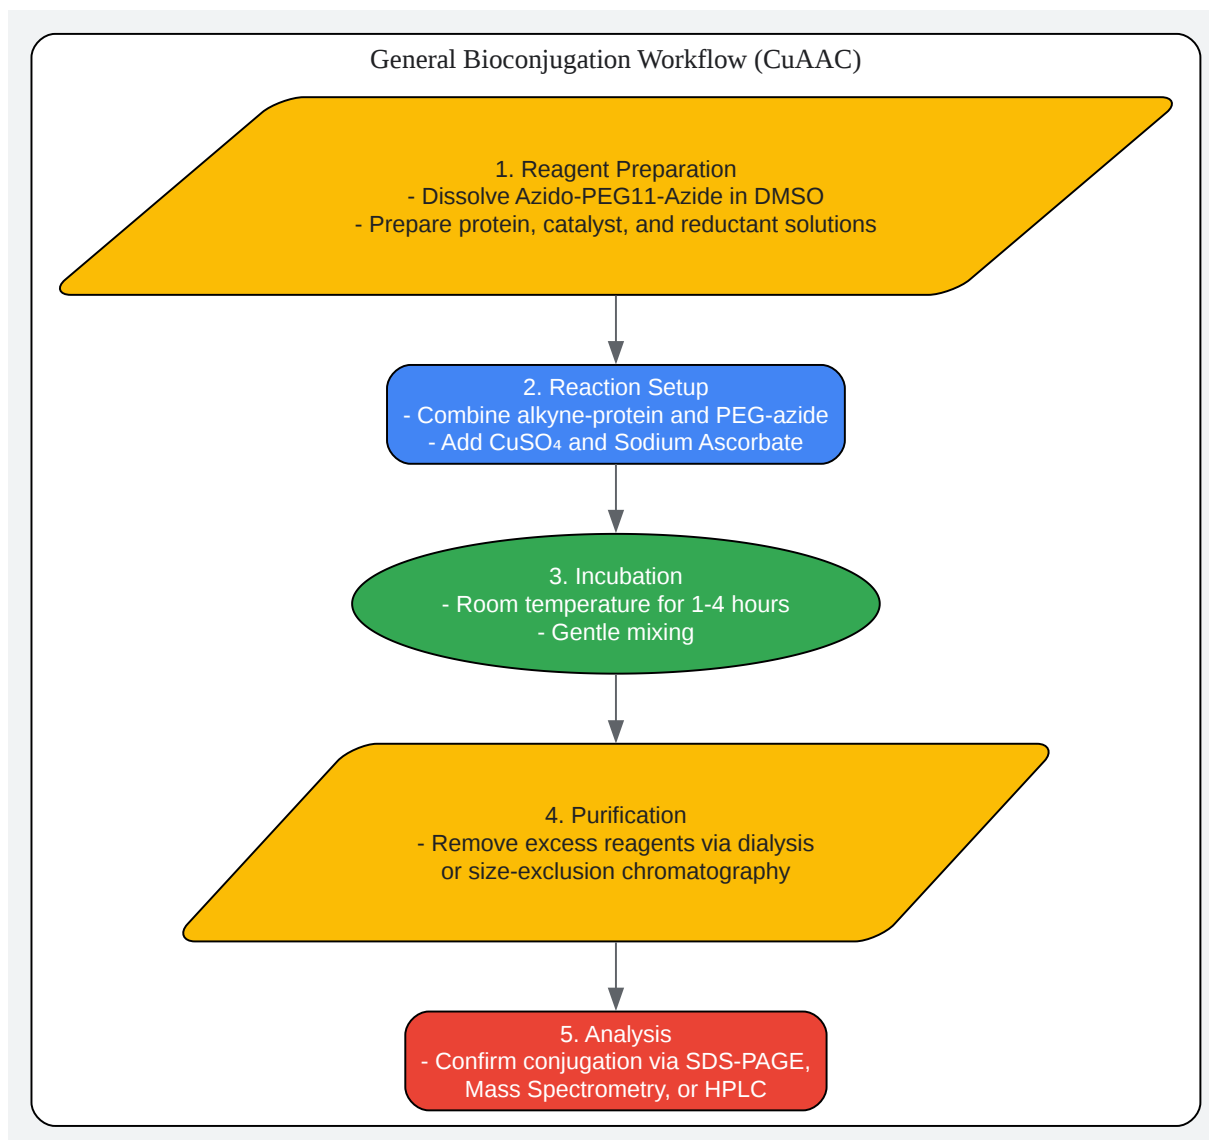 General Bioconjugation Workflow (CuAAC)
1. Reagent Preparation
- Dissolve Azido-PEG11-Azide in DMSO
- Prepare protein, catalyst, and reductant solutions
2. Reaction Setup
- Combine alkyne-protein and PEG-azide
- Add CuSO₄ and Sodium Ascorbate
3. Incubation
- Room temperature for 1-4 hours
- Gentle mixing
4. Purification
- Remove excess reagents via dialysis
or size-exclusion chromatography
5. Analysis
- Confirm conjugation via SDS-PAGE,
Mass Spectrometry, or HPLC